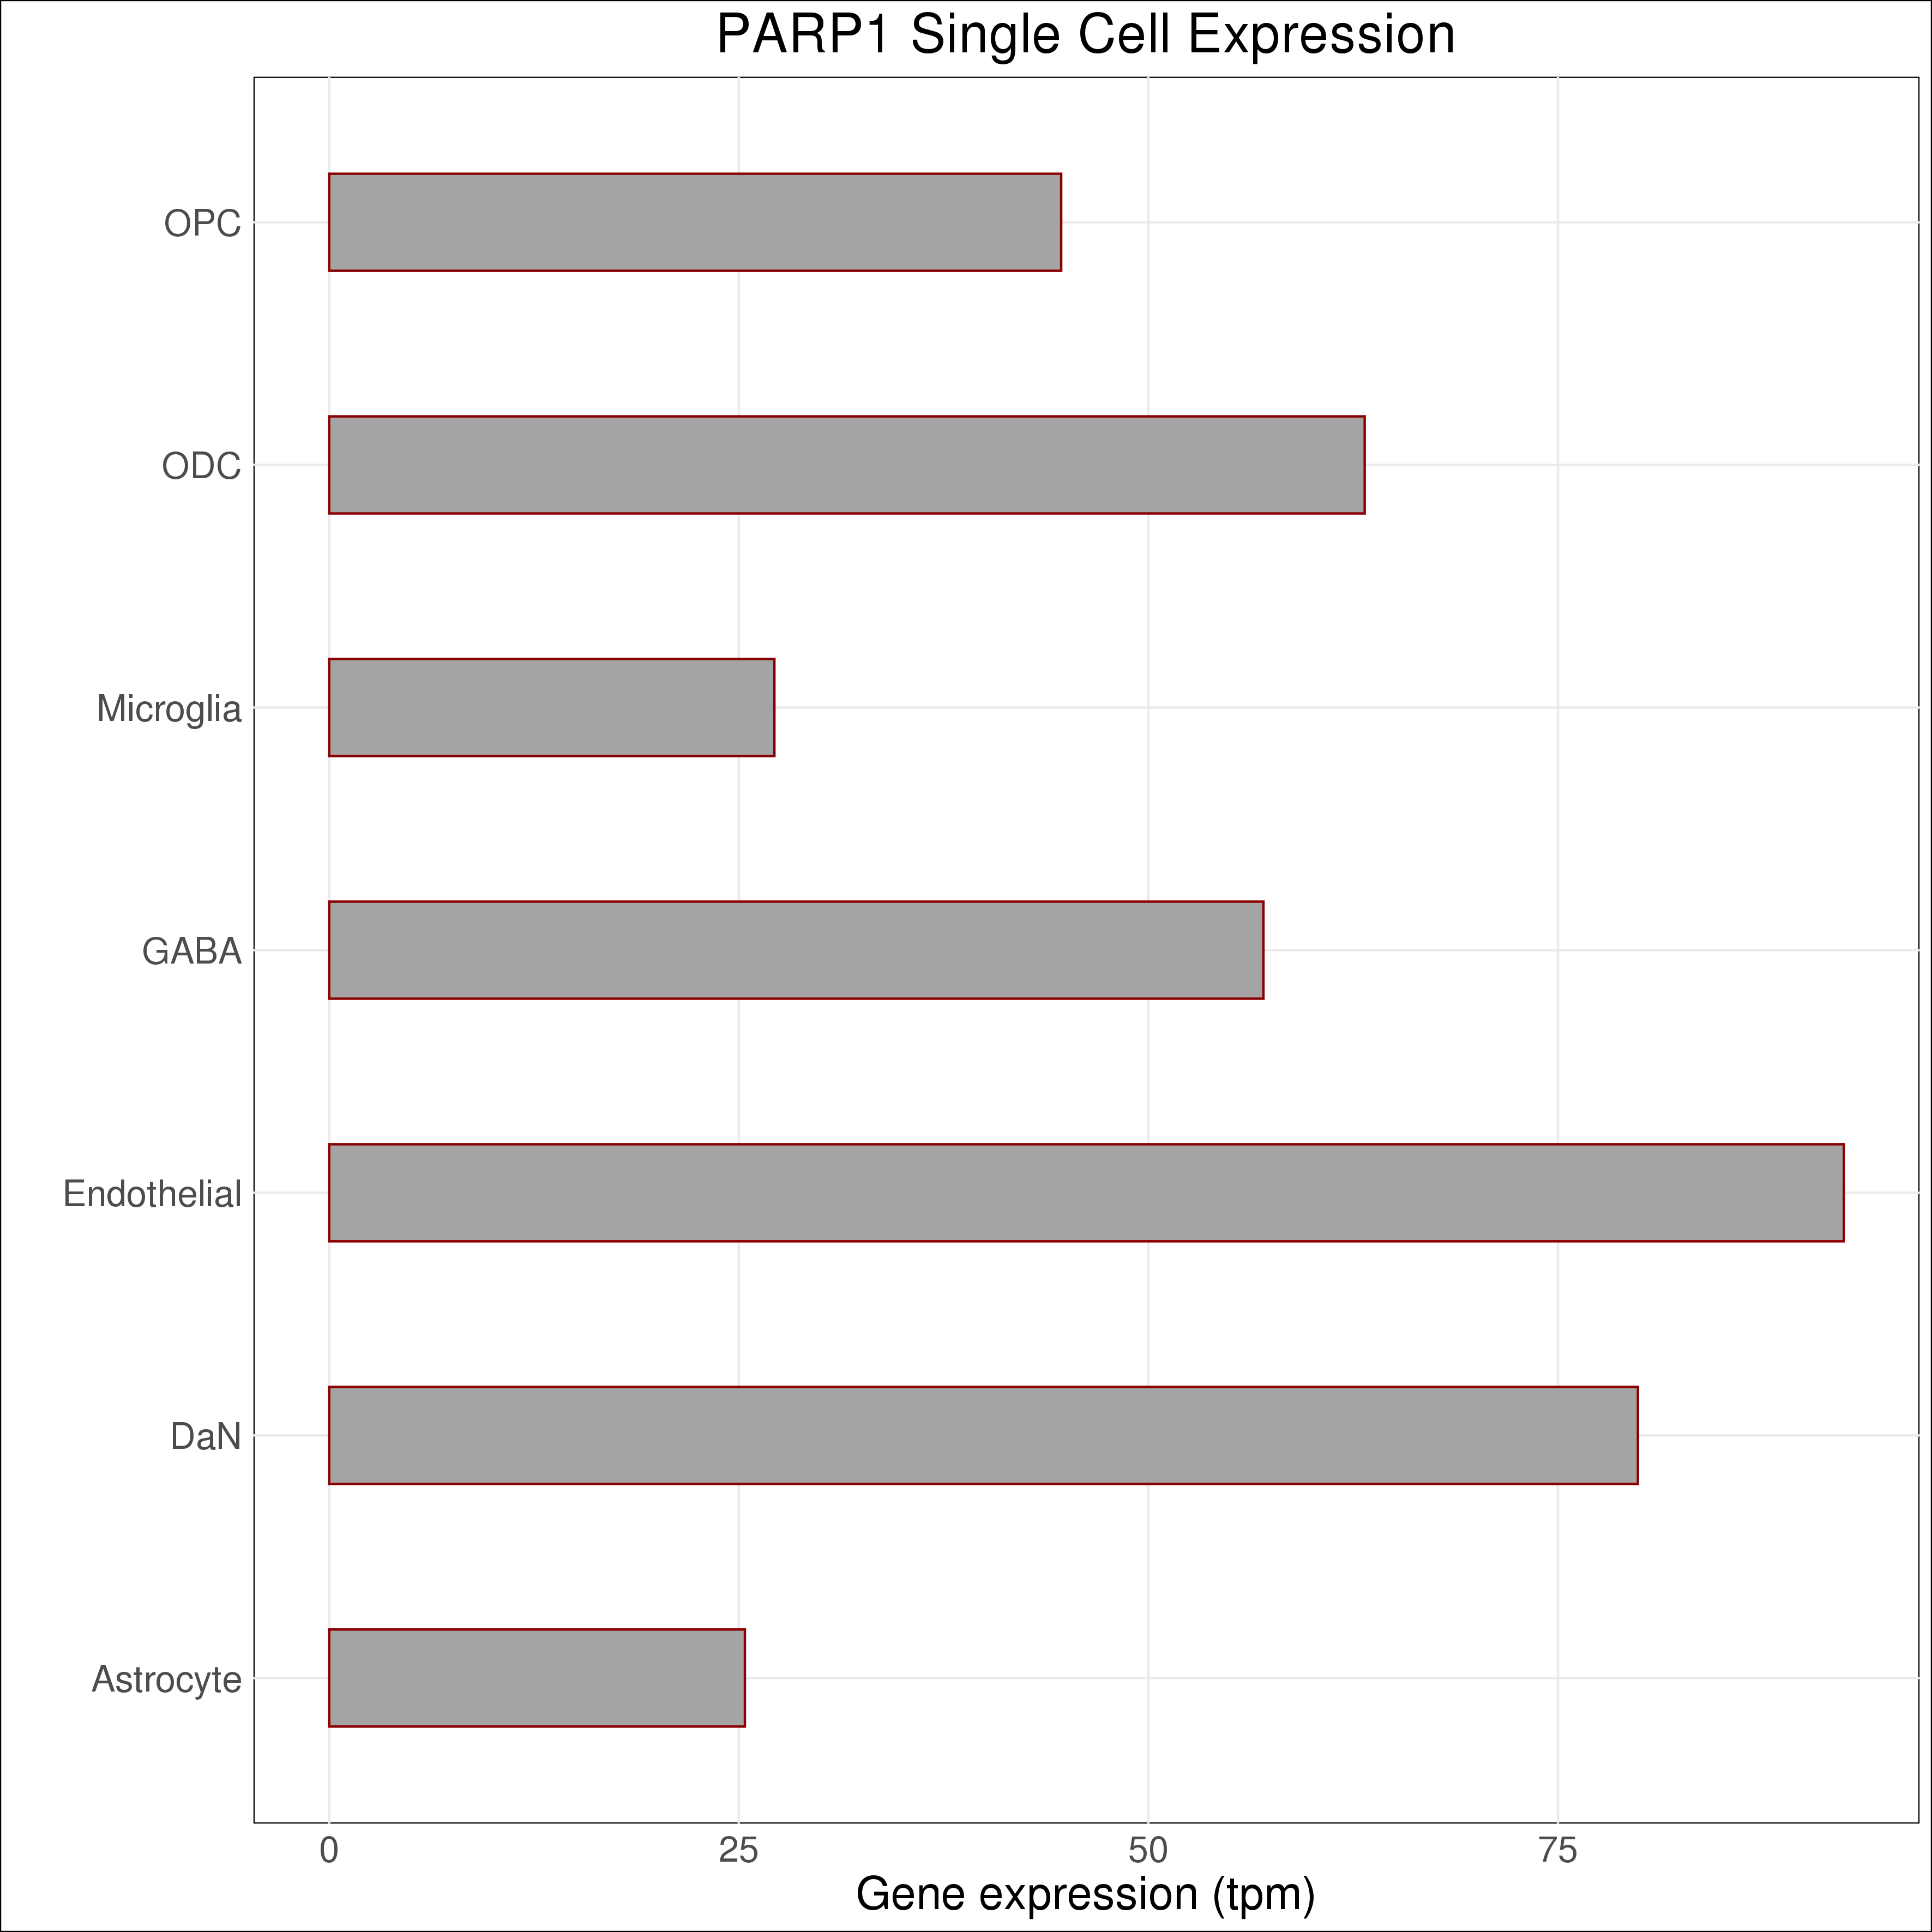 PARP1 Single Cell Expression
OPC
ODC
Microglia
GABA
Endothelial
DaN
Astrocyte
0 25 50 75
Gene expression (tpm)